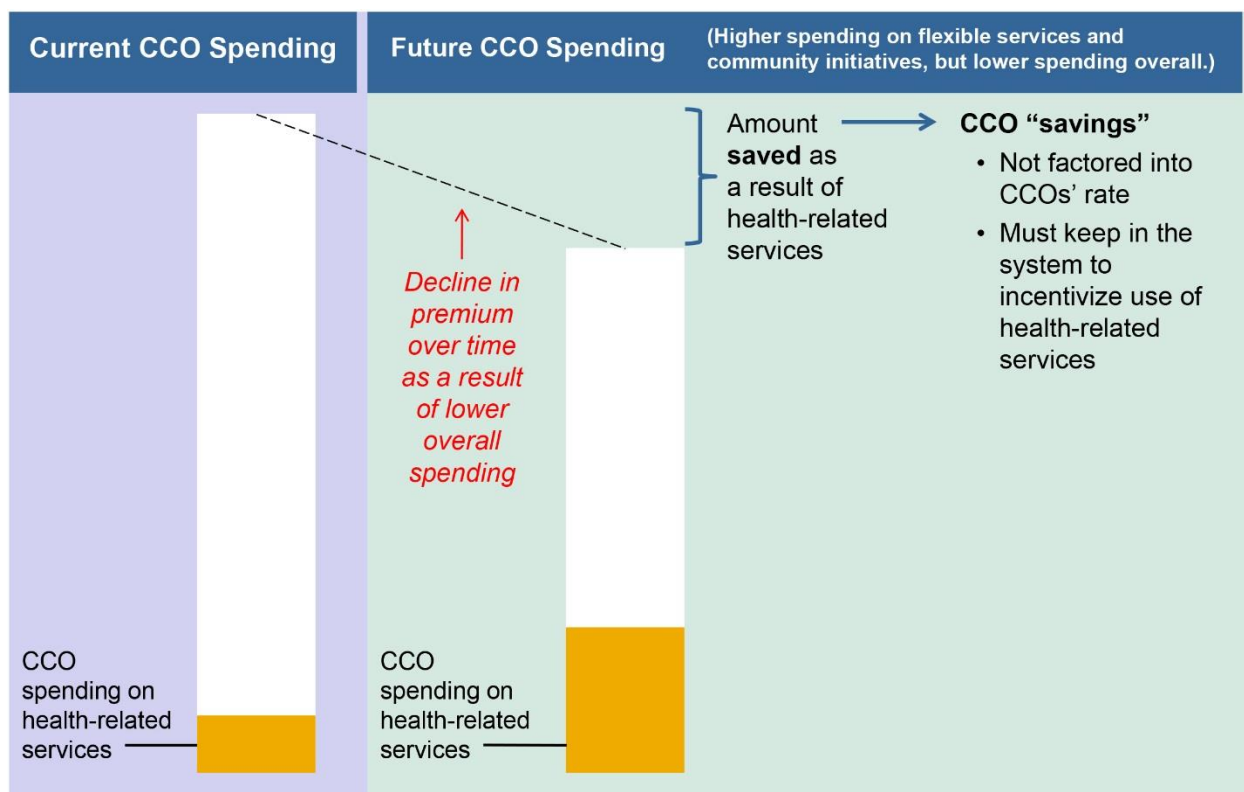 Current CCO Spending
Future CCO Spending
(Higher spending on flexible services and
community initiatives, but lower spending overall.)
Amount
saved as
a result of
health-related
services
CCO “savings”
• Not factored into
CCOs’ rate
• Must keep in the
system to
incentivize use of
health-related
services
Decline in
premium
over time
as a result
of lower
overall
spending
CCO
spending on
health-related
services
CCO
spending on
health-related
services